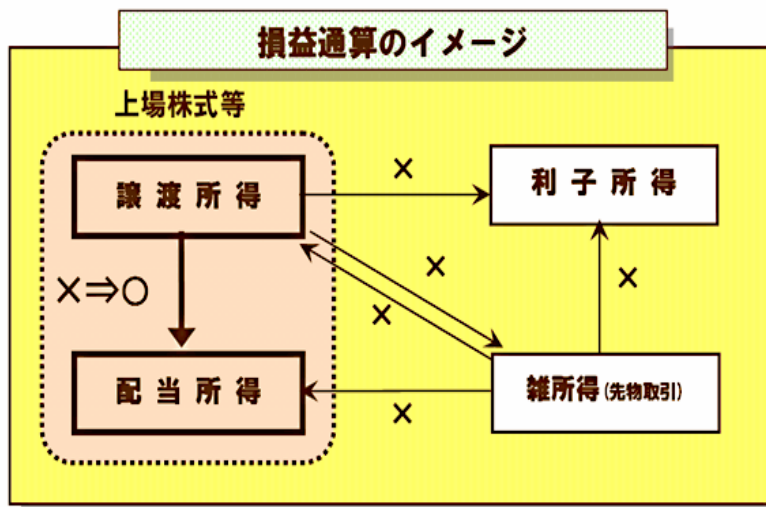 損益通算のイメージ
上場株式等
譲渡所得
×
利子所得
×⇒○
×
×
×
配当所得
×
雑所得(先物取引)